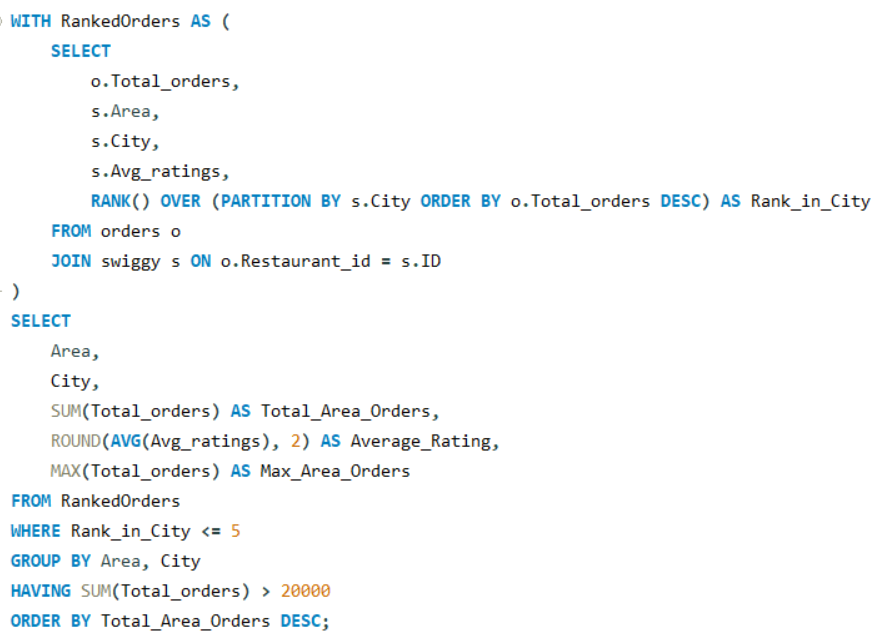 WITH RankedOrders AS (
    SELECT
        o.Total_orders,
        s.Area,
        s.City,
        s.Avg_ratings,
        RANK() OVER (PARTITION BY s.City ORDER BY o.Total_orders DESC) AS Rank_in_City
    FROM orders o
    JOIN swiggy s ON o.Restaurant_id = s.ID
)
SELECT
    Area,
    City,
    SUM(Total_orders) AS Total_Area_Orders,
    ROUND(AVG(Avg_ratings), 2) AS Average_Rating,
    MAX(Total_orders) AS Max_Area_Orders
FROM RankedOrders
WHERE Rank_in_City <= 5
GROUP BY Area, City
HAVING SUM(Total_orders) > 20000
ORDER BY Total_Area_Orders DESC;